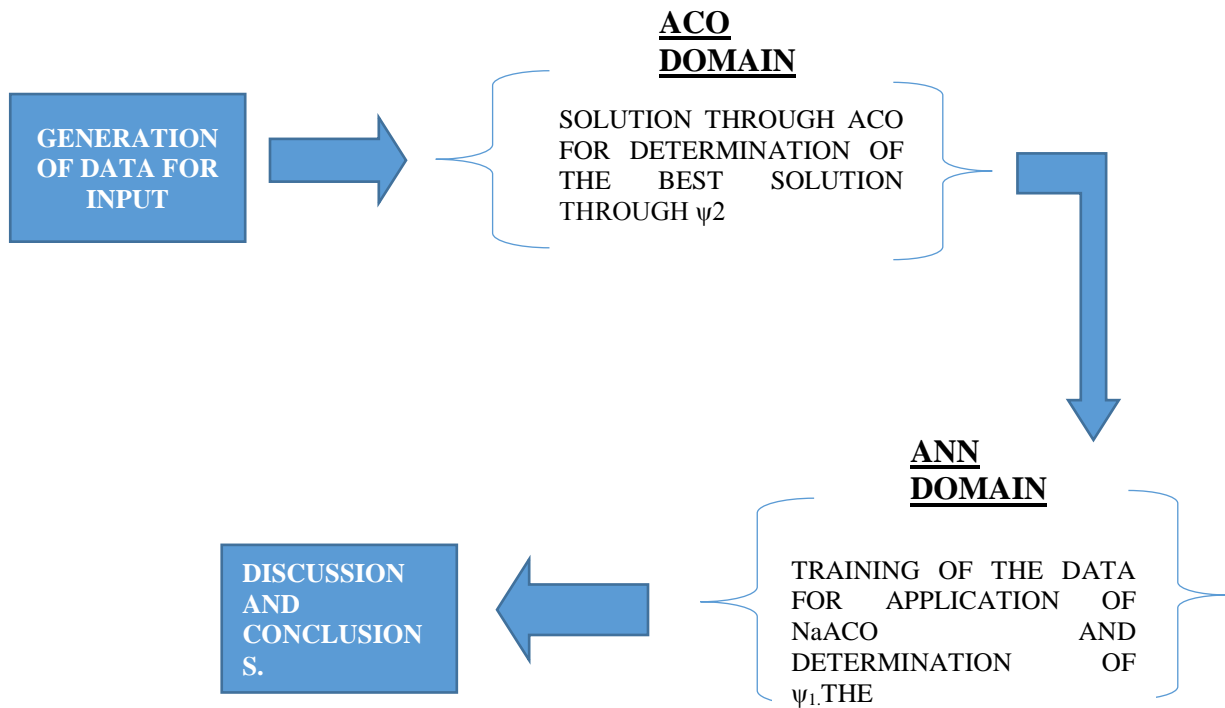 ACO
DOMAIN
GENERATION
OF DATA FOR
INPUT
SOLUTION THROUGH ACO
FOR DETERMINATION OF
THE BEST SOLUTION
THROUGH ψ2
ANN
DOMAIN
TRAINING OF THE DATA
FOR APPLICATION OF
NaACO AND
DETERMINATION OF
ψ₁.THE
DISCUSSION
AND
CONCLUSION
S.